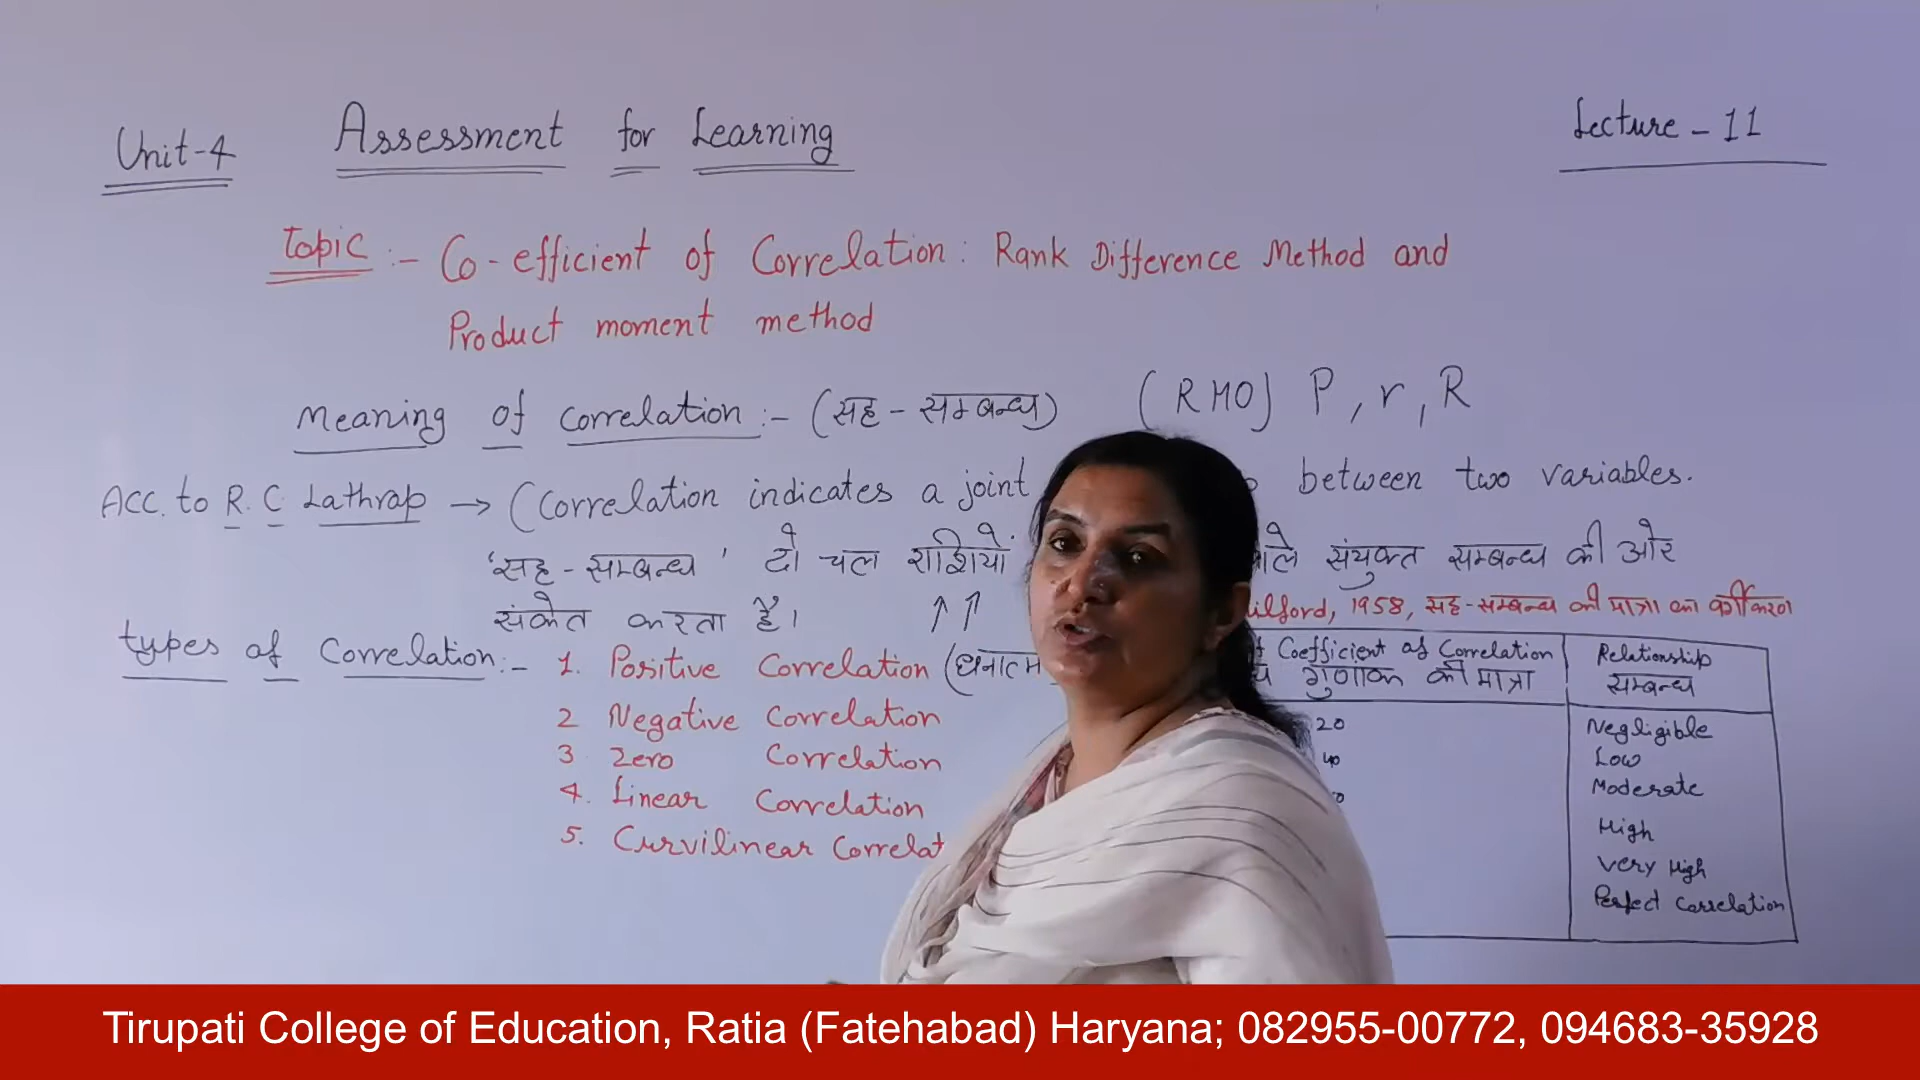 Unit-4 Assessment for Learning Lecture - 11
Topic :- Co-efficient of Correlation: Rank Difference Method and
Product moment method
Meaning of Correlation :- (सह - सम्बन्ध) (RHO) P, r, R
Acc. to R. C Lathrap → (Correlation indicates a joint between two variables.
'सह - सम्बन्ध' दो चल राशियों संयुक्त सम्बन्ध की ओर
संकेत करता है। ↑ ↑
1958, सह-सम्बन्ध की मात्रा का
types of Correlation :- 1. Positive Correlation
2 Negative Correlation
3 Zero Correlation
4. Linear Correlation
5. Curvilinear
Coefficient of Correlation
गुणांक की मात्रा
20
40
Relationship
सम्बन्ध
Negligible
Low
Moderate
High
Very High
Perfect Correlation
Tirupati College of Education, Ratia (Fatehabad) Haryana; 082955-00772, 094683-35928